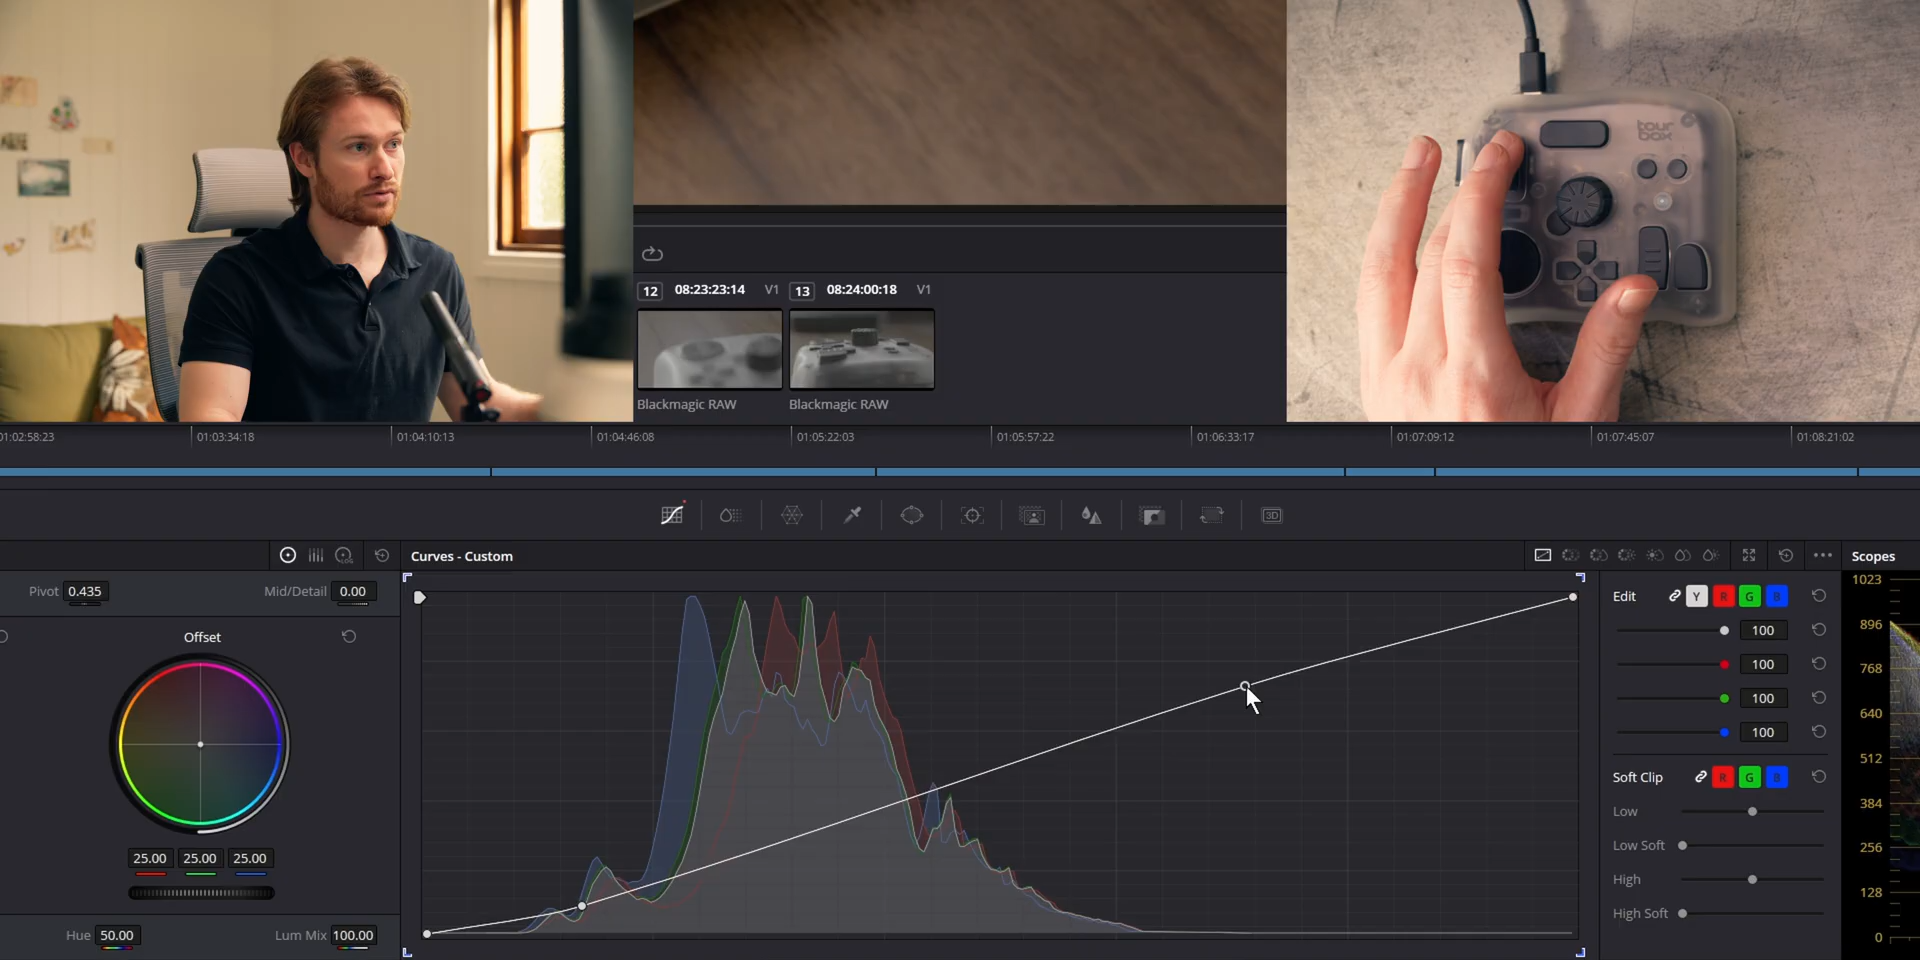 tour
box
12 08:23:23:14 V1 13 08:24:00:18 V1
Blackmagic RAW Blackmagic RAW
01:02:58:23 01:03:34:18 01:04:10:13 01:04:46:08 01:05:22:03 01:05:57:22 01:06:33:17 01:07:09:12 01:07:45:07 01:08:21:02
3D
LOG
Curves - Custom
Scopes
Pivot 0.435 Mid/Detail 0.00
Offset
25.00 25.00 25.00
Hue 50.00 Lum Mix 100.00
Edit Y R G B
100
100
100
100
Soft Clip R G B
Low
Low Soft
High
High Soft
1023
896
768
640
512
384
256
128
0